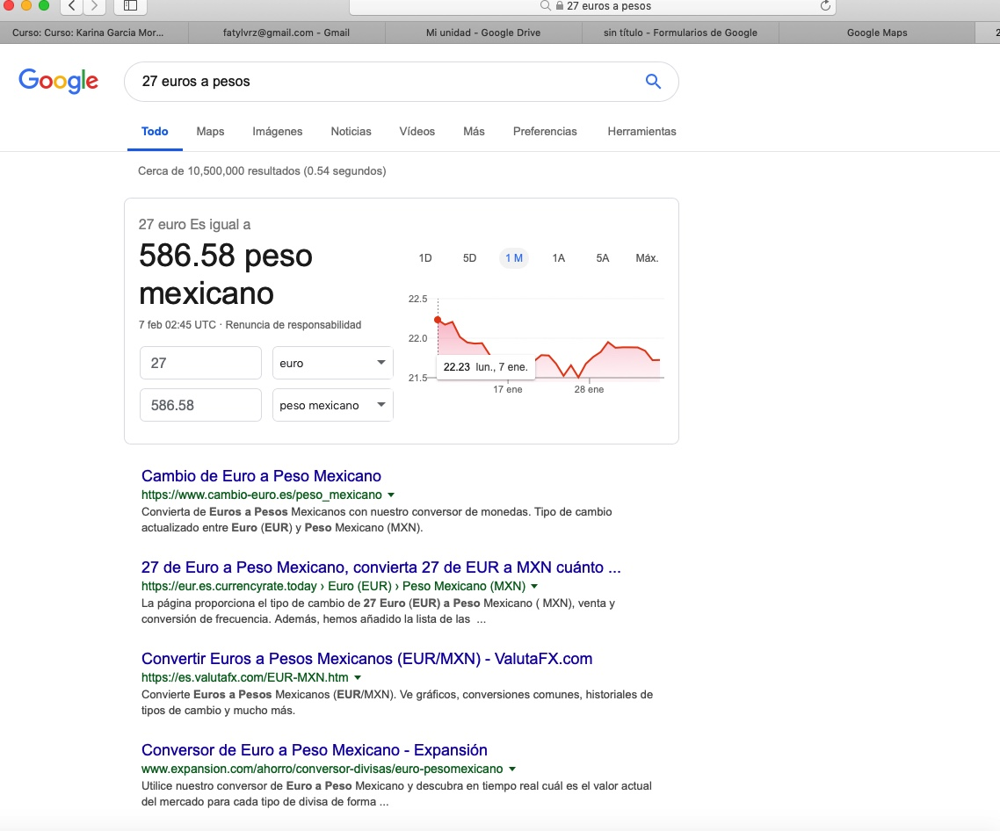 27 euros a pesos
Curso: Curso: Karina Garcia Mor...
fatylvrz@gmail.com - Gmail
Mi unidad - Google Drive
sin título - Formularios de Google
Google Maps
2
Google
27 euros a pesos
Todo Maps Imágenes Noticias Vídeos Más Preferencias Herramientas
Cerca de 10,500,000 resultados (0.54 segundos)
27 euro Es igual a
586.58 peso
mexicano
7 feb 02:45 UTC · Renuncia de responsabilidad
27 euro
586.58 peso mexicano
1D 5D 1 M 1A 5A Máx.
22.5
22.0
21.5
22.23 lun., 7 ene.
17 ene 28 ene
Cambio de Euro a Peso Mexicano
https://www.cambio-euro.es/peso_mexicano
Convierta de Euros a Pesos Mexicanos con nuestro conversor de monedas. Tipo de cambio
actualizado entre Euro (EUR) y Peso Mexicano (MXN).
27 de Euro a Peso Mexicano, convierta 27 de EUR a MXN cuánto ...
https://eur.es.currencyrate.today › Euro (EUR) › Peso Mexicano (MXN)
La página proporciona el tipo de cambio de 27 Euro (EUR) a Peso Mexicano ( MXN), venta y
conversión de frecuencia. Además, hemos añadido la lista de las ...
Convertir Euros a Pesos Mexicanos (EUR/MXN) - ValutaFX.com
https://es.valutafx.com/EUR-MXN.htm
Convierte Euros a Pesos Mexicanos (EUR/MXN). Ve gráficos, conversiones comunes, historiales de
tipos de cambio y mucho más.
Conversor de Euro a Peso Mexicano - Expansión
www.expansion.com/ahorro/conversor-divisas/euro-pesomexicano
Utilice nuestro conversor de Euro a Peso Mexicano y descubra en tiempo real cuál es el valor actual
del mercado para cada tipo de divisa de forma ...